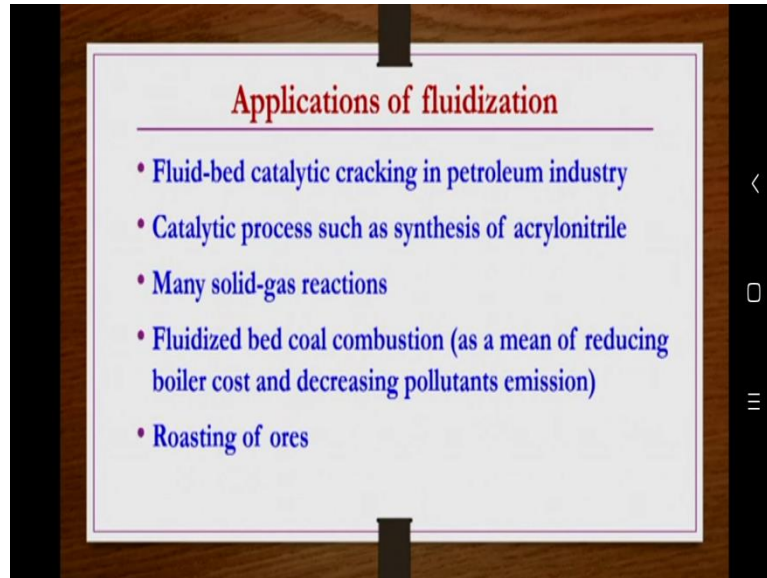 Applications of fluidization
• Fluid-bed catalytic cracking in petroleum industry
• Catalytic process such as synthesis of acrylonitrile
• Many solid-gas reactions
• Fluidized bed coal combustion (as a mean of reducing
boiler cost and decreasing pollutants emission)
• Roasting of ores